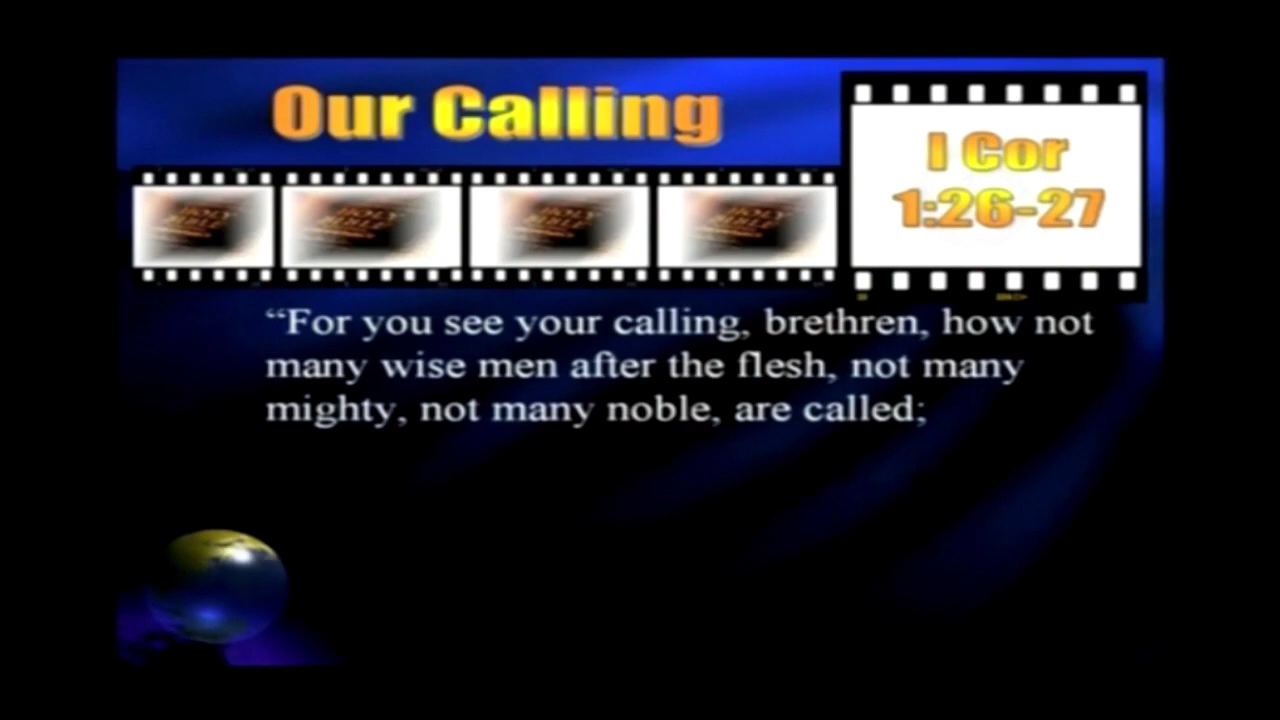 Our Calling
I Cor
1:26-27
“For you see your calling, brethren, how not
many wise men after the flesh, not many
mighty, not many noble, are called;